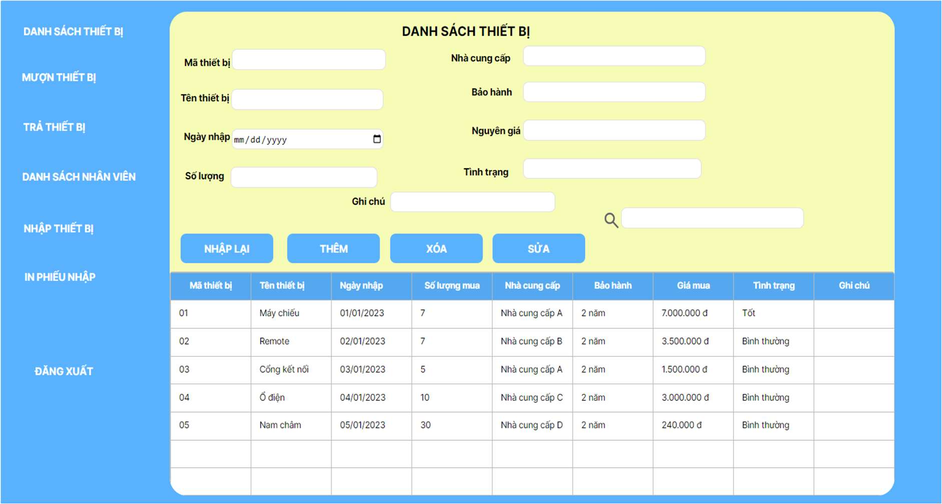 DANH SÁCH THIẾT BỊ
MƯỢN THIẾT BỊ
TRẢ THIẾT BỊ
DANH SÁCH NHÂN VIÊN
NHẬP THIẾT BỊ
IN PHIẾU NHẬP
ĐĂNG XUẤT
DANH SÁCH THIẾT BỊ
Mã thiết bị
Nhà cung cấp
Tên thiết bị
Bảo hành
Ngày nhập mm/dd/yyyy
Nguyên giá
Số lượng
Tình trạng
Ghi chú
NHẬP LẠI THÊM XÓA SỬA
Mã thiết bị Tên thiết bị Ngày nhập Số lượng mua Nhà cung cấp Bảo hành Giá mua Tình trạng Ghi chú
01 Máy chiếu 01/01/2023 7 Nhà cung cấp A 2 năm 7.000.000 đ Tốt
02 Remote 02/01/2023 7 Nhà cung cấp B 2 năm 3.500.000 đ Bình thường
03 Cổng kết nối 03/01/2023 5 Nhà cung cấp A 2 năm 1.500.000 đ Bình thường
04 Ổ điện 04/01/2023 10 Nhà cung cấp C 2 năm 3.000.000 đ Bình thường
05 Nam châm 05/01/2023 30 Nhà cung cấp D 2 năm 240.000 đ Bình thường